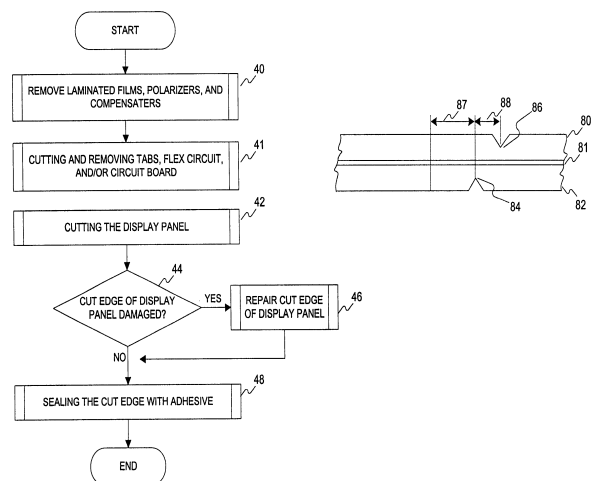 START
40
REMOVE LAMINATED FILMS, POLARIZERS, AND
COMPENSATERS
41
CUTTING AND REMOVING TABS, FLEX CIRCUIT,
AND/OR CIRCUIT BOARD
42
CUTTING THE DISPLAY PANEL
44
CUT EDGE OF DISPLAY
PANEL DAMAGED?
YES
46
REPAIR CUT EDGE
OF DISPLAY PANEL
NO
48
SEALING THE CUT EDGE WITH ADHESIVE
END
87
88
86
80
81
82
84